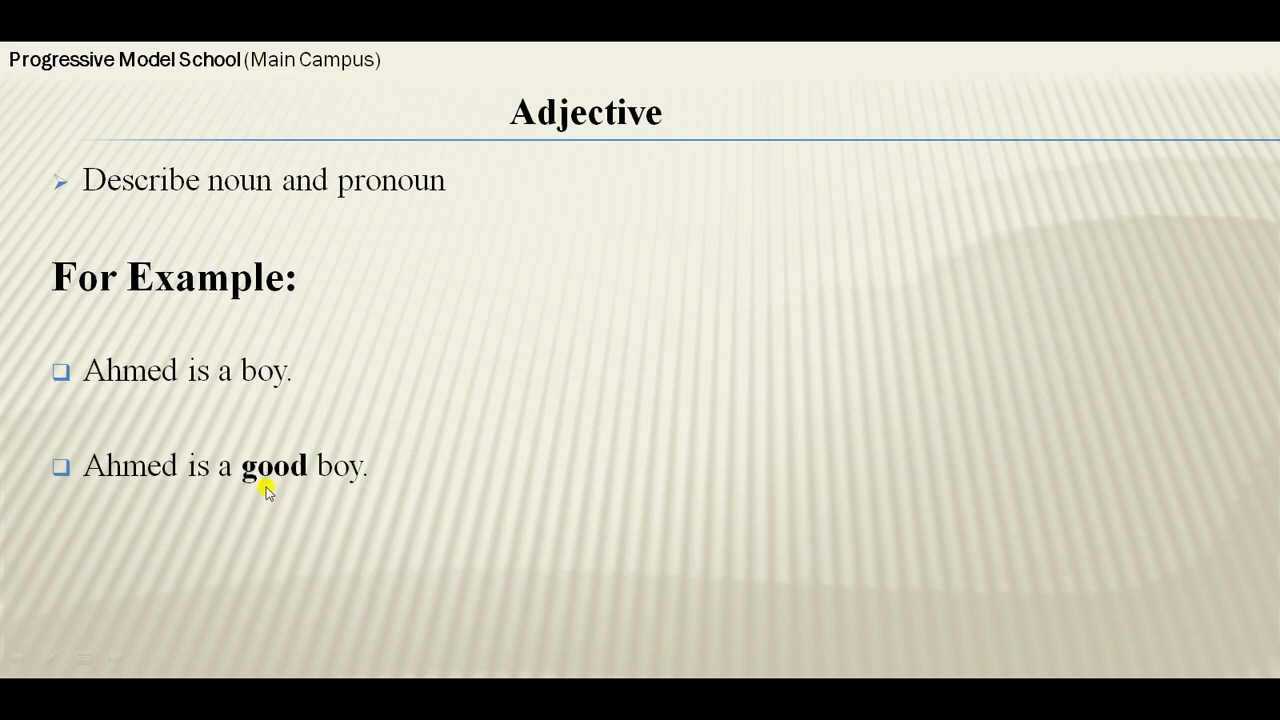 Progressive Model School (Main Campus)
Adjective
Describe noun and pronoun
For Example:
Ahmed is a boy.
Ahmed is a good boy.